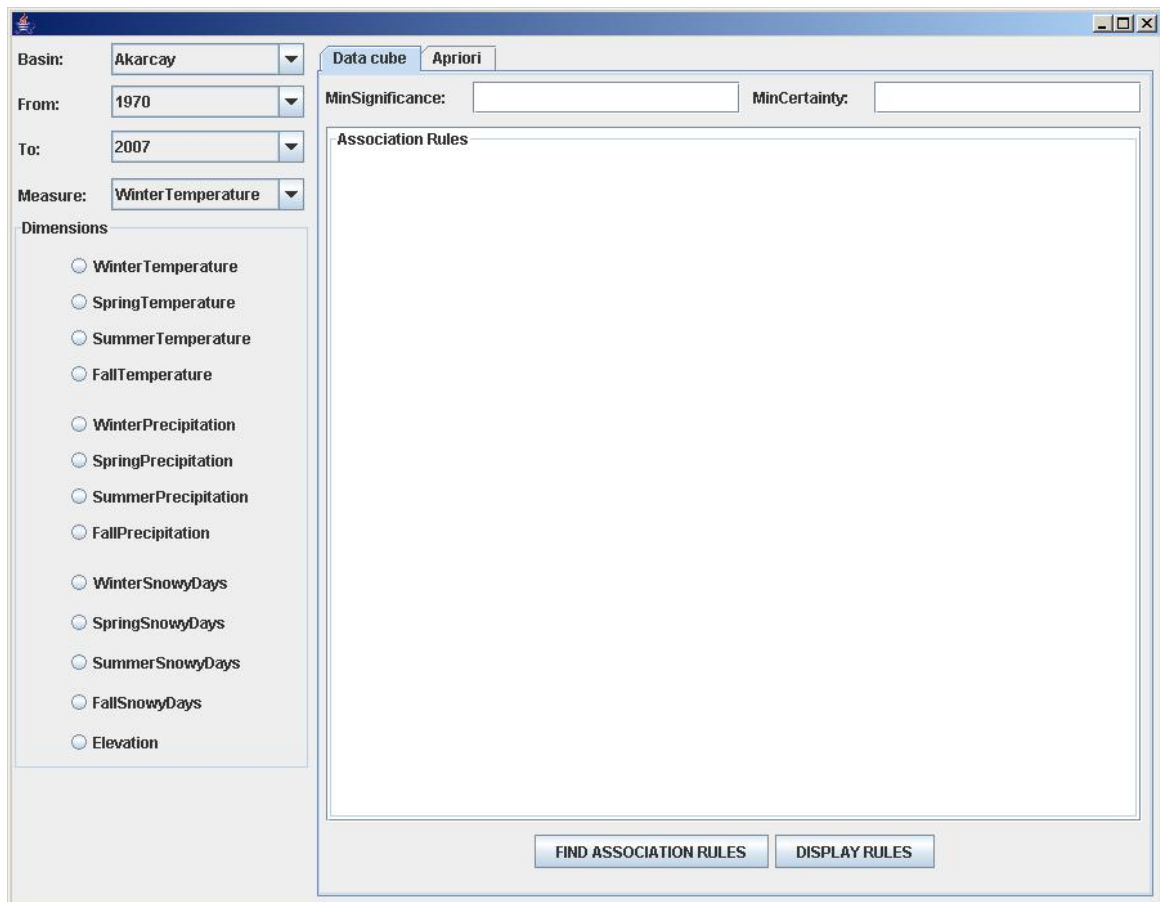 Basin: Akarcay
From: 1970
To: 2007
Measure: WinterTemperature
Dimensions
WinterTemperature
SpringTemperature
SummerTemperature
FallTemperature
WinterPrecipitation
SpringPrecipitation
SummerPrecipitation
FallPrecipitation
WinterSnowyDays
SpringSnowyDays
SummerSnowyDays
FallSnowyDays
Elevation
Data cube Apriori
MinSignificance: MinCertainty:
Association Rules
FIND ASSOCIATION RULES DISPLAY RULES